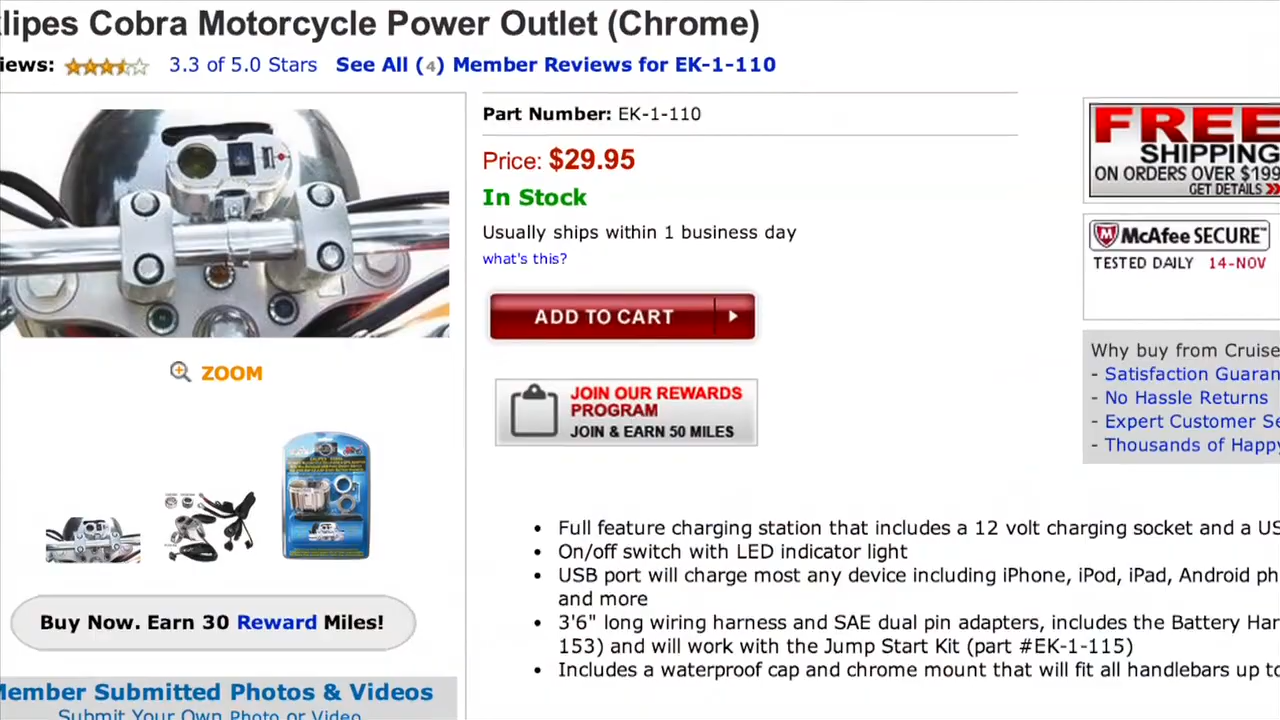 lipes Cobra Motorcycle Power Outlet (Chrome)
iews: 3.3 of 5.0 Stars See All (4) Member Reviews for EK-1-110
Part Number: EK-1-110
Price: $29.95
In Stock
Usually ships within 1 business day
what's this?
ADD TO CART
JOIN OUR REWARDS
PROGRAM
JOIN & EARN 50 MILES
FREE
SHIPPING
ON ORDERS OVER $199
GET DETAILS
McAfee SECURE™
TESTED DAILY 14-NOV
Why buy from Cruise
- Satisfaction Guaran
- No Hassle Returns
- Expert Customer Se
- Thousands of Happy
ZOOM
Buy Now. Earn 30 Reward Miles!
Member Submitted Photos & Videos
Submit Your Own Photo or Video
• Full feature charging station that includes a 12 volt charging socket and a US
• On/off switch with LED indicator light
• USB port will charge most any device including iPhone, iPod, iPad, Android ph
and more
• 3'6" long wiring harness and SAE dual pin adapters, includes the Battery Har
153) and will work with the Jump Start Kit (part #EK-1-115)
• Includes a waterproof cap and chrome mount that will fit all handlebars up to